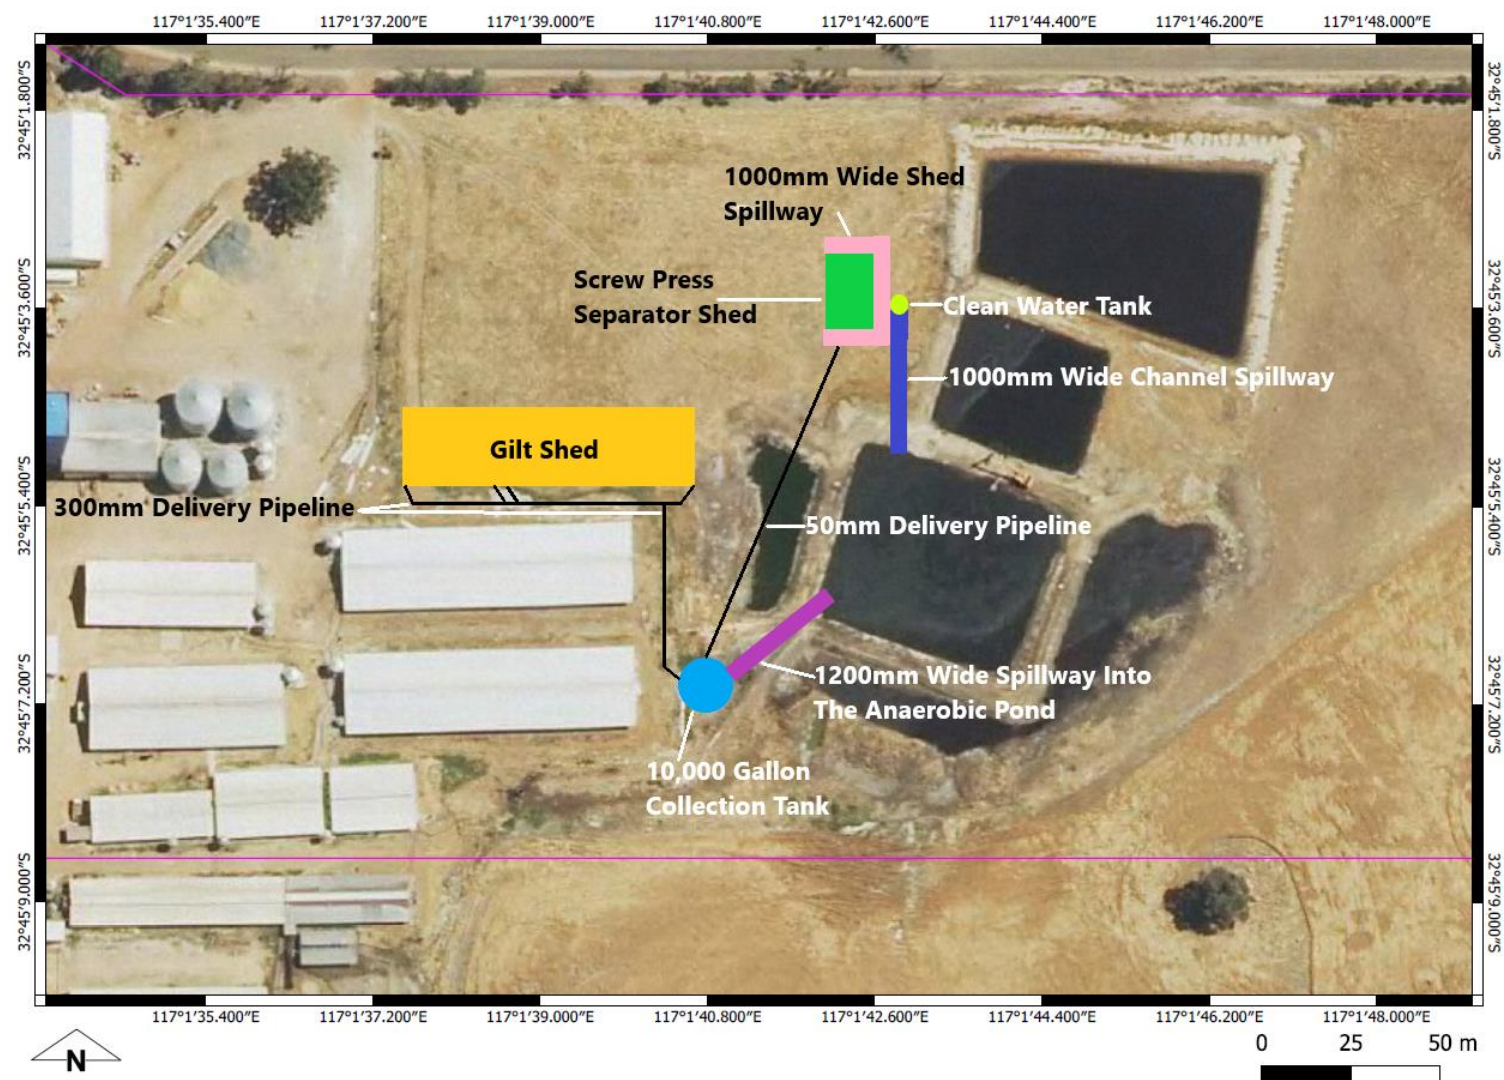 117°1'35.400"E 117°1'37.200"E 117°1'39.000"E 117°1'40.800"E 117°1'42.600"E 117°1'44.400"E 117°1'46.200"E 117°1'48.000"E
32°45'1.800"S
32°45'3.600"S
32°45'5.400"S
32°45'7.200"S
32°45'9.000"S
32°45'1.800"S
32°45'3.600"S
32°45'5.400"S
32°45'7.200"S
32°45'9.000"S
1000mm Wide Shed
Spillway
Screw Press
Separator Shed
Clean Water Tank
1000mm Wide Channel Spillway
Gilt Shed
300mm Delivery Pipeline
50mm Delivery Pipeline
1200mm Wide Spillway Into
The Anaerobic Pond
10,000 Gallon
Collection Tank
117°1'35.400"E 117°1'37.200"E 117°1'39.000"E 117°1'40.800"E 117°1'42.600"E 117°1'44.400"E 117°1'46.200"E 117°1'48.000"E
N
0 25 50 m